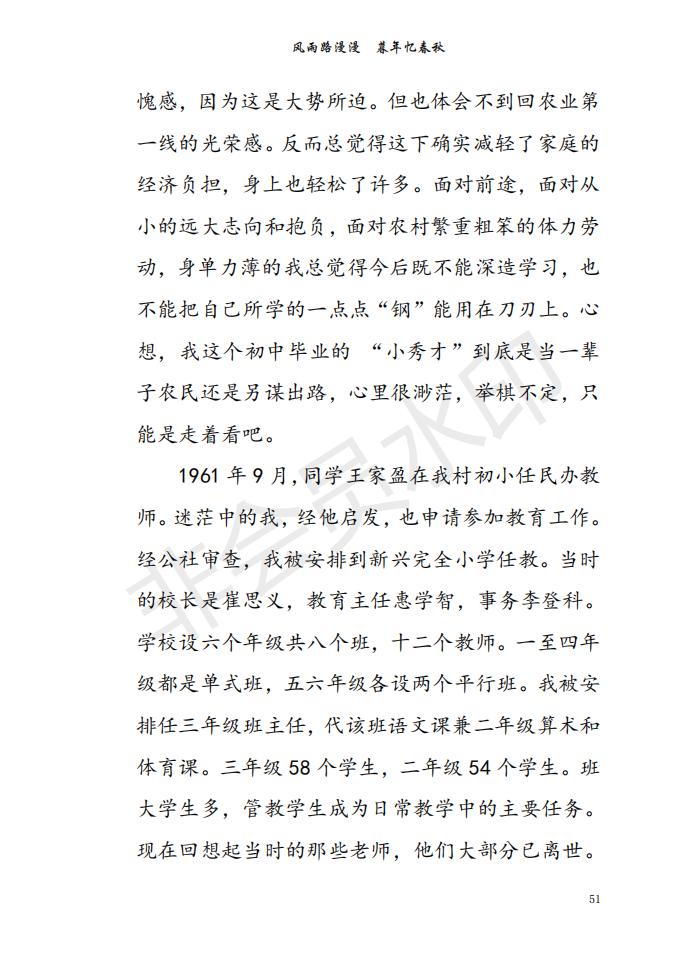 风雨路漫漫 暮年忆春秋
愧感，因为这是大势所迫。但也体会不到回农业第
一线的光荣感。反而总觉得这下确实减轻了家庭的
经济负担，身上也轻松了许多。面对前途，面对从
小的远大志向和抱负，面对农村繁重粗笨的体力劳
动，身单力薄的我总觉得今后既不能深造学习，也
不能把自己所学的一点点“钢”能用在刀刃上。心
想，我这个初中毕业的 “小秀才”到底是当一辈
子农民还是另谋出路，心里很渺茫，举棋不定，只
能是走着看吧。
1961 年 9 月,同学王家盈在我村初小任民办教
师。迷茫中的我，经他启发，也申请参加教育工作。
经公社审查，我被安排到新兴完全小学任教。当时
的校长是崔思义，教育主任惠学智，事务李登科。
学校设六个年级共八个班，十二个教师。一至四年
级都是单式班，五六年级各设两个平行班。我被安
排任三年级班主任，代该班语文课兼二年级算术和
体育课。三年级 58 个学生，二年级 54 个学生。班
大学生多，管教学生成为日常教学中的主要任务。
现在回想起当时的那些老师，他们大部分已离世。
51
非会员水印